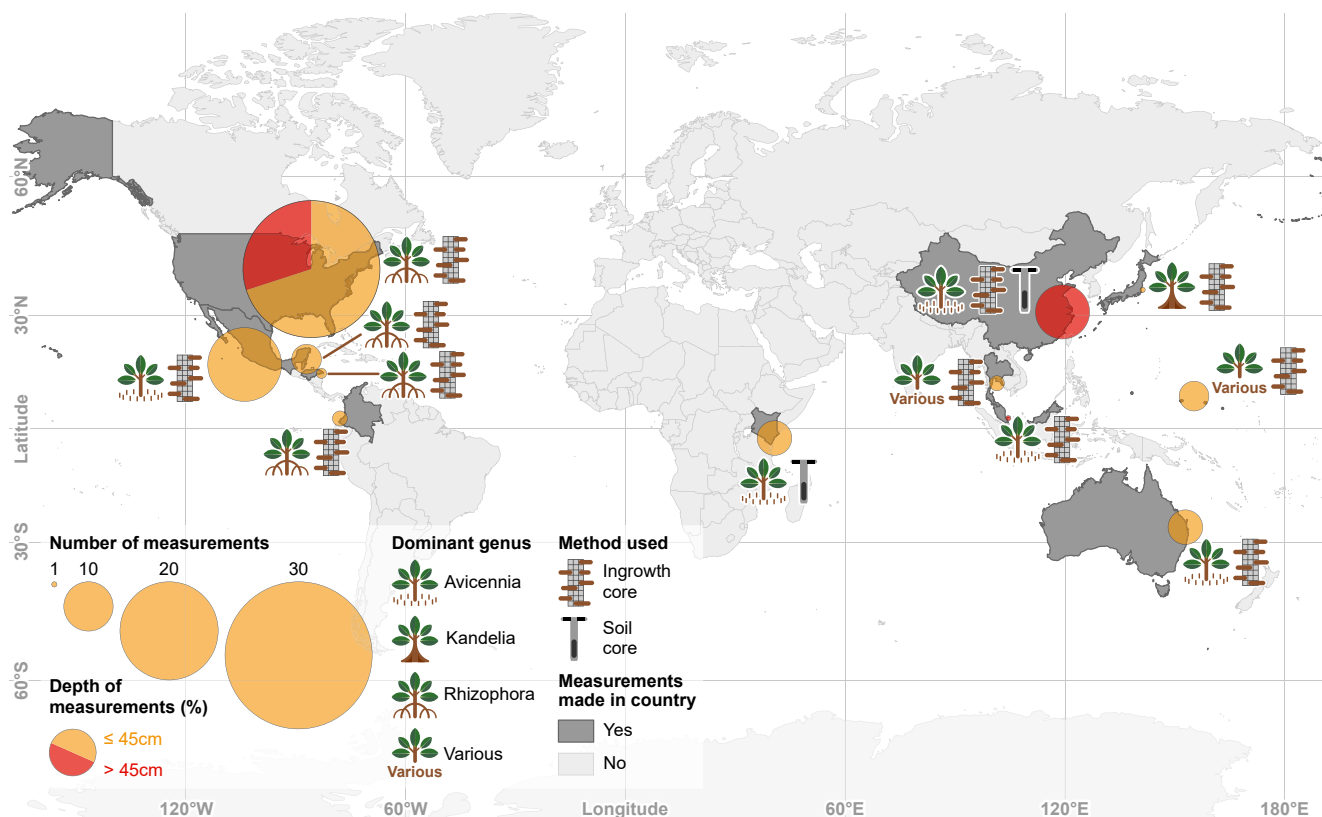 60°N
30°N
Latitude
30°S
60°S
Various
Various
Number of measurements
1 10 20 30
Depth of
measurements (%)
≤ 45cm
> 45cm
Dominant genus
Avicennia
Kandelia
Rhizophora
Various
Various
Method used
Ingrowth
core
Soil
core
Measurements
made in country
Yes
No
120°W 60°W Longitude 60°E 120°E 180°E